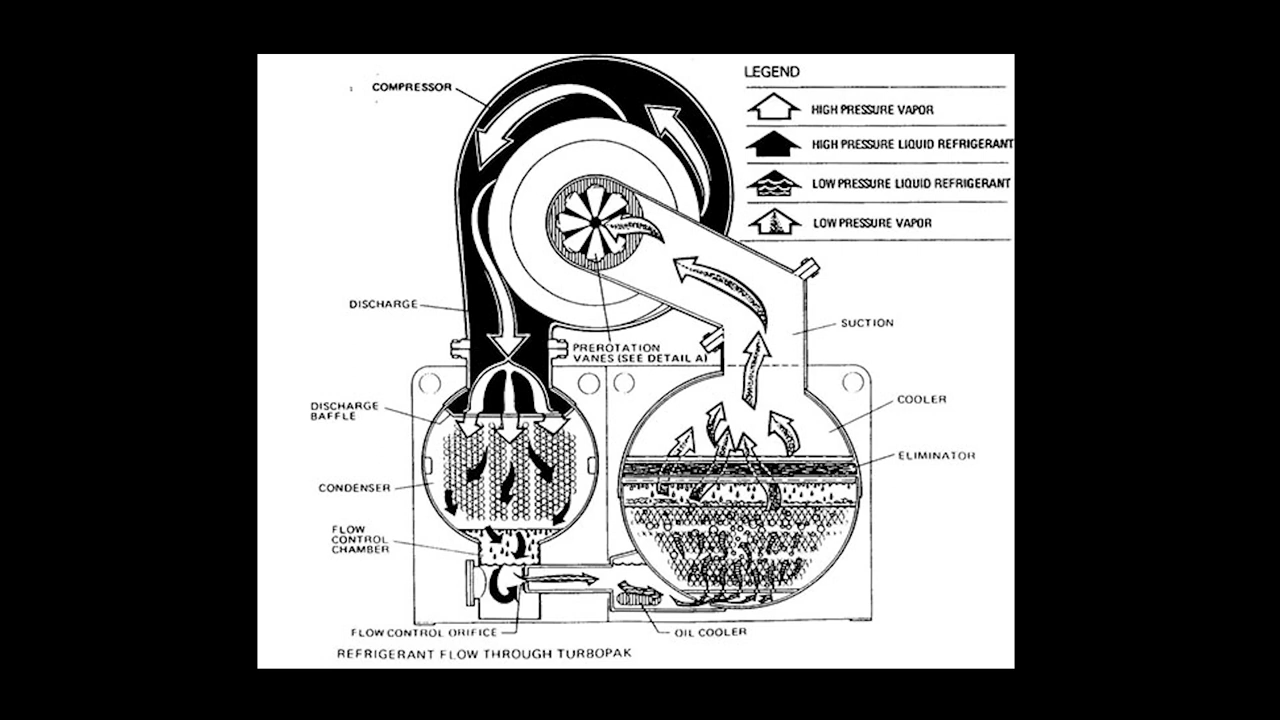 COMPRESSOR
LEGEND
HIGH PRESSURE VAPOR
HIGH PRESSURE LIQUID REFRIGERANT
LOW PRESSURE LIQUID REFRIGERANT
LOW PRESSURE VAPOR
DISCHARGE
SUCTION
PREROTATION
VANES (SEE DETAIL A)
DISCHARGE
BAFFLE
COOLER
ELIMINATOR
CONDENSER
FLOW
CONTROL
CHAMBER
FLOW CONTROL ORIFICE
OIL COOLER
REFRIGERANT FLOW THROUGH TURBOPAK